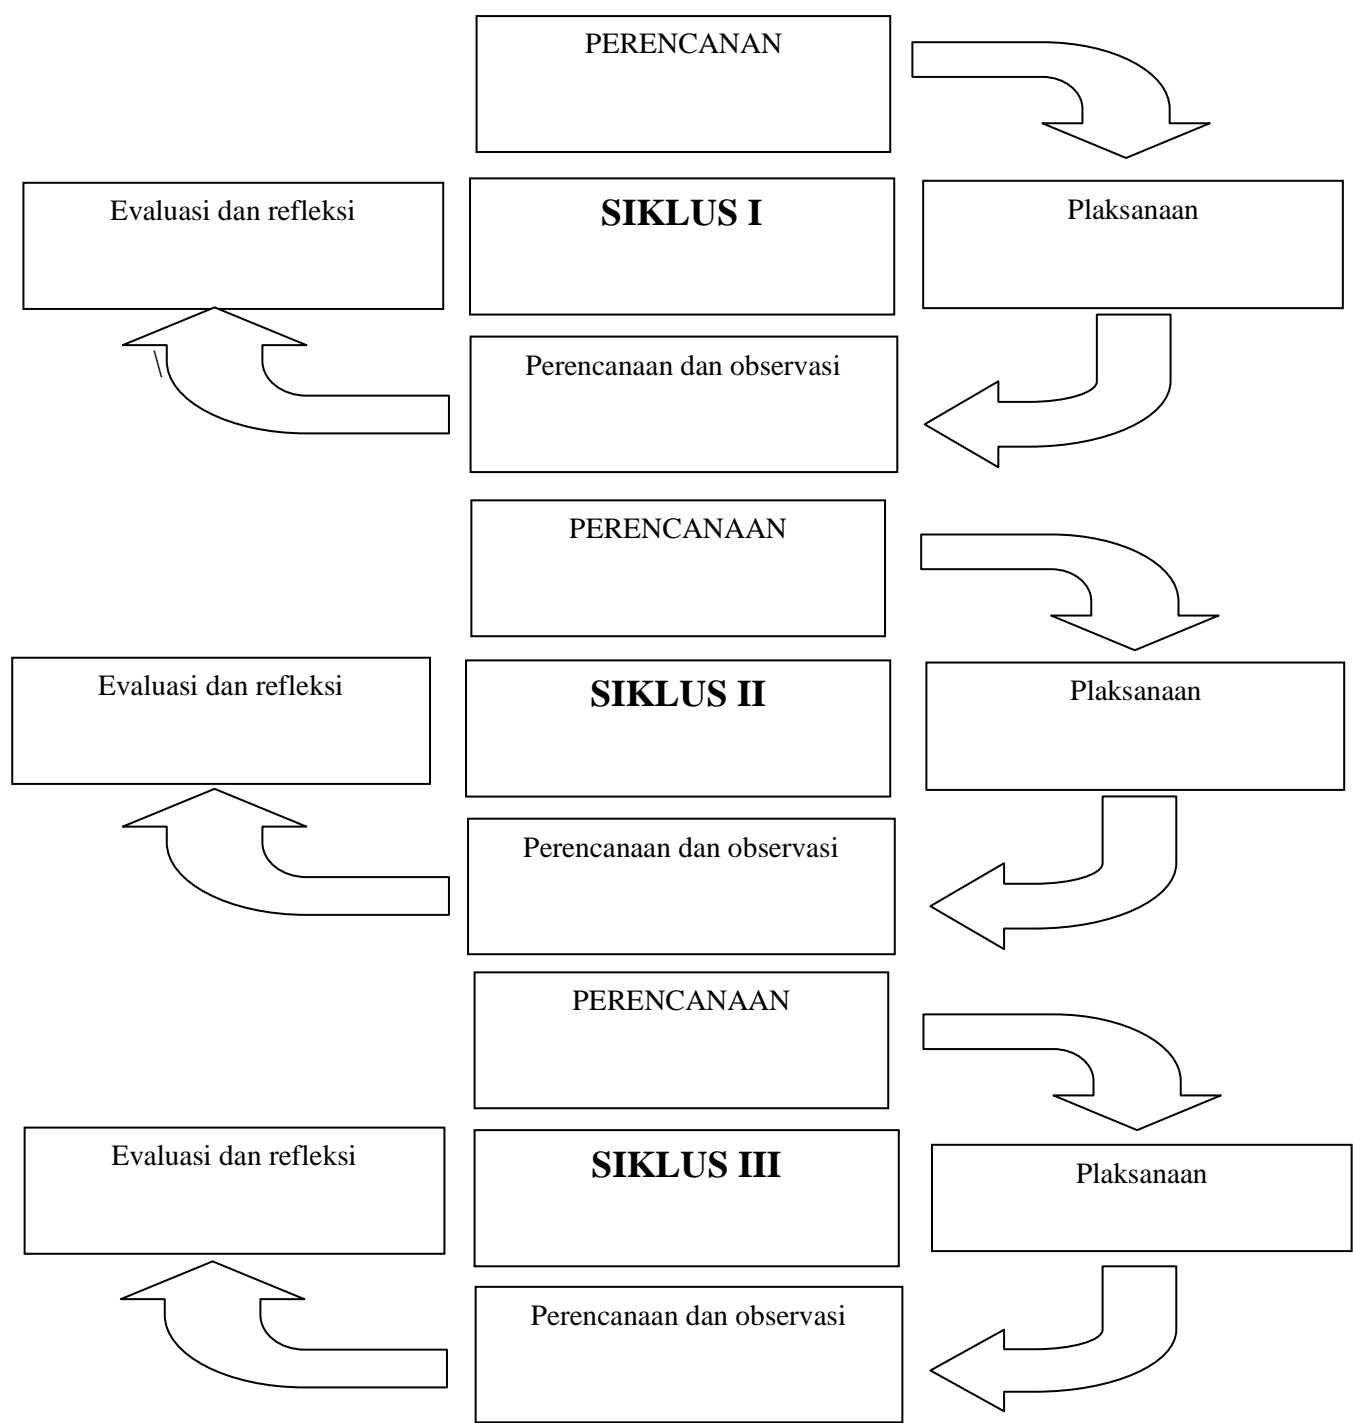 PERENCANAN
Evaluasi dan refleksi
SIKLUS I
Plaksanaan
Perencanaan dan observasi
PERENCANAAN
Evaluasi dan refleksi
SIKLUS II
Plaksanaan
Perencanaan dan observasi
PERENCANAAN
Evaluasi dan refleksi
SIKLUS III
Plaksanaan
Perencanaan dan observasi